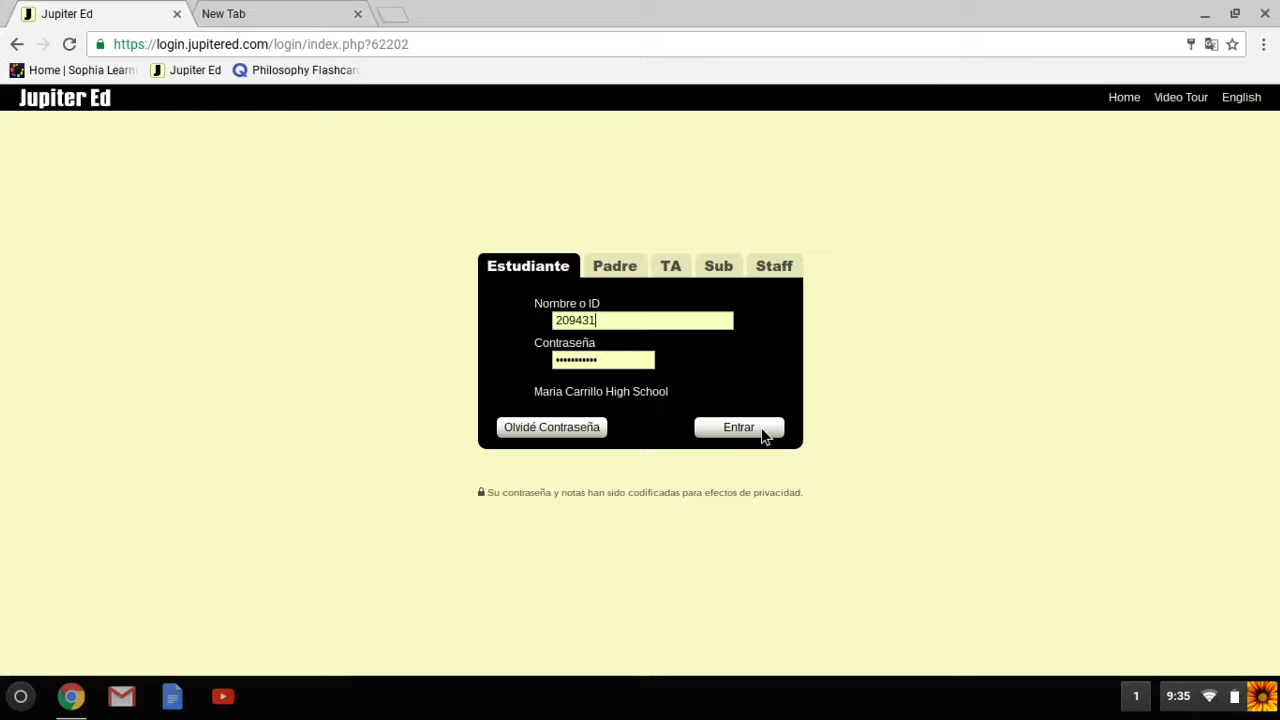 Jupiter Ed
New Tab
https://login.jupitered.com/login/index.php?62202
Home | Sophia Learn
Jupiter Ed
Philosophy Flashcar
Jupiter Ed
Home
Video Tour
English
Estudiante
Padre
TA
Sub
Staff
Nombre o ID
209431
Contraseña
•••••••••••
Maria Carrillo High School
Olvidé Contraseña
Entrar
Su contraseña y notas han sido codificadas para efectos de privacidad.
1
9:35